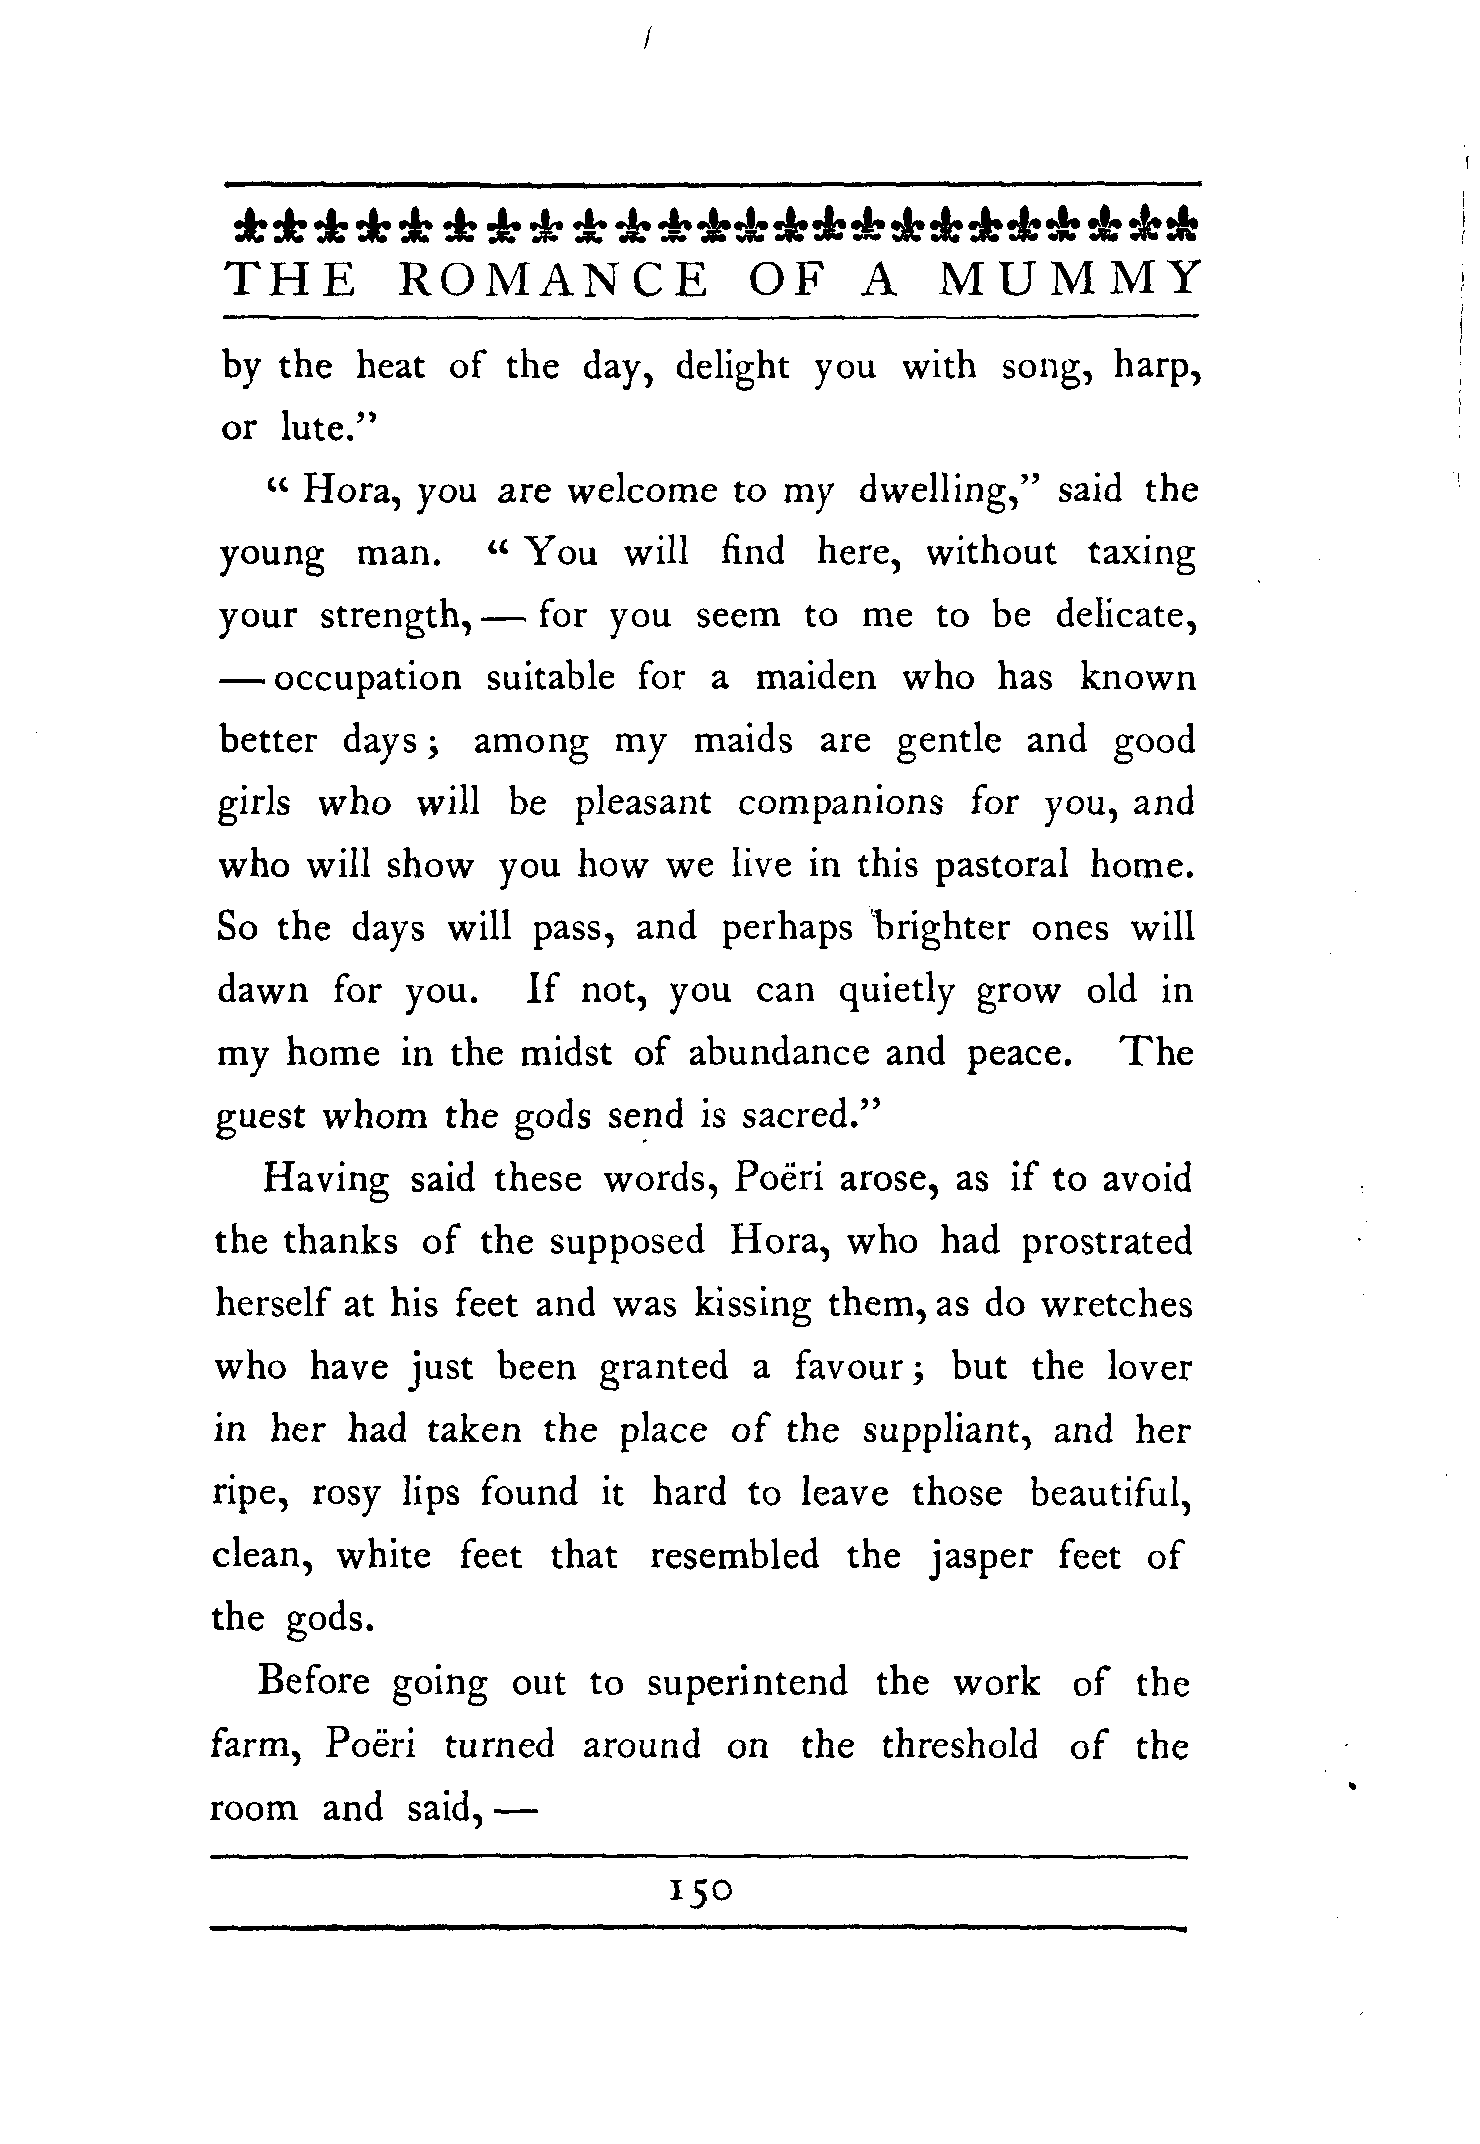 THE ROMANCE OF A MUMMY
by the heat of the day, delight you with song, harp,
or lute.”
“ Hora, you are welcome to my dwelling,” said the
young man. “ You will find here, without taxing
your strength, — for you seem to me to be delicate,
— occupation suitable for a maiden who has known
better days ; among my maids are gentle and good
girls who will be pleasant companions for you, and
who will show you how we live in this pastoral home.
So the days will pass, and perhaps brighter ones will
dawn for you. If not, you can quietly grow old in
my home in the midst of abundance and peace. The
guest whom the gods send is sacred.”
Having said these words, Poëri arose, as if to avoid
the thanks of the supposed Hora, who had prostrated
herself at his feet and was kissing them, as do wretches
who have just been granted a favour ; but the lover
in her had taken the place of the suppliant, and her
ripe, rosy lips found it hard to leave those beautiful,
clean, white feet that resembled the jasper feet of
the gods.
Before going out to superintend the work of the
farm, Poëri turned around on the threshold of the
room and said, —
150